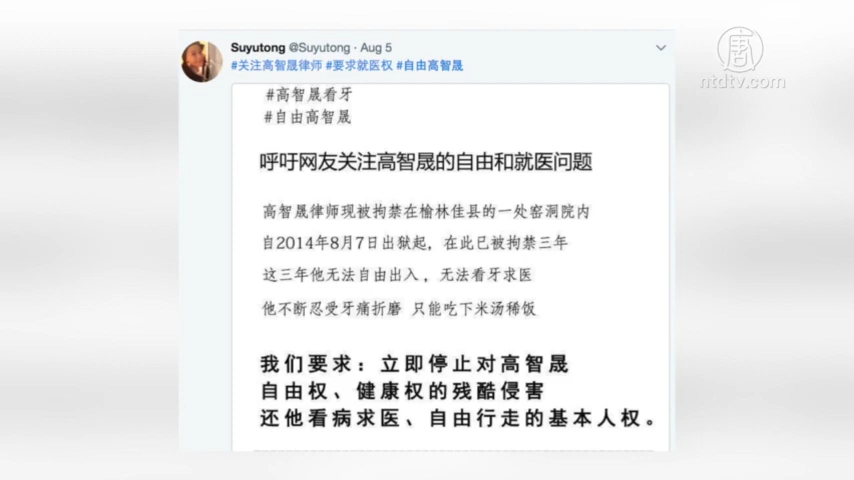 Suyutong @Suyutong · Aug 5
#关注高智晟律师 #要求就医权 #自由高智晟
唐
ntdtv.com
#高智晟看牙
#自由高智晟
呼吁网友关注高智晟的自由和就医问题
高智晟律师现被拘禁在榆林佳县的一处窑洞院内
自2014年8月7日出狱起，在此已被拘禁三年
这三年他无法自由出入，无法看牙求医
他不断忍受牙痛折磨 只能吃下米汤稀饭
我们要求：立即停止对高智晟
自由权、健康权的残酷侵害
还他看病求医、自由行走的基本人权。